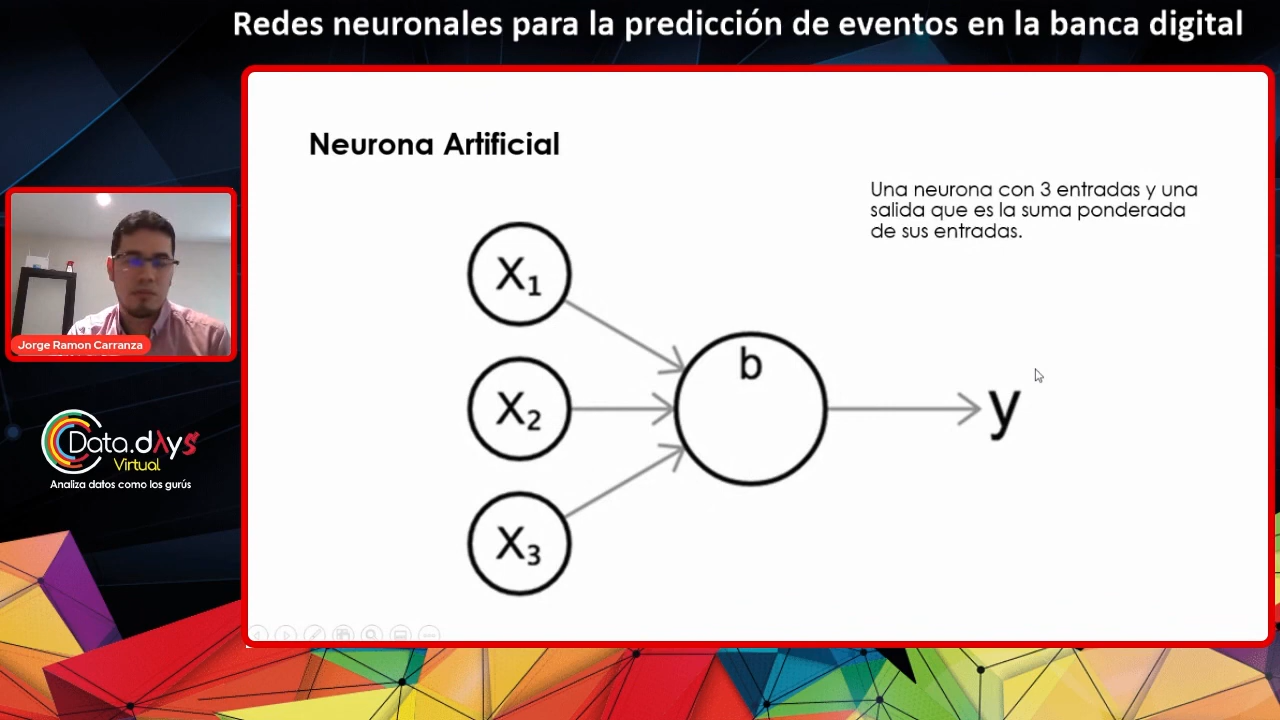 Redes neuronales para la predicción de eventos en la banca digital
Neurona Artificial
Una neurona con 3 entradas y una
salida que es la suma ponderada
de sus entradas.
X₁
X₂
X₃
b
y
Jorge Ramon Carranza
Data.dAyS
Virtual
Analiza datos como los gurús